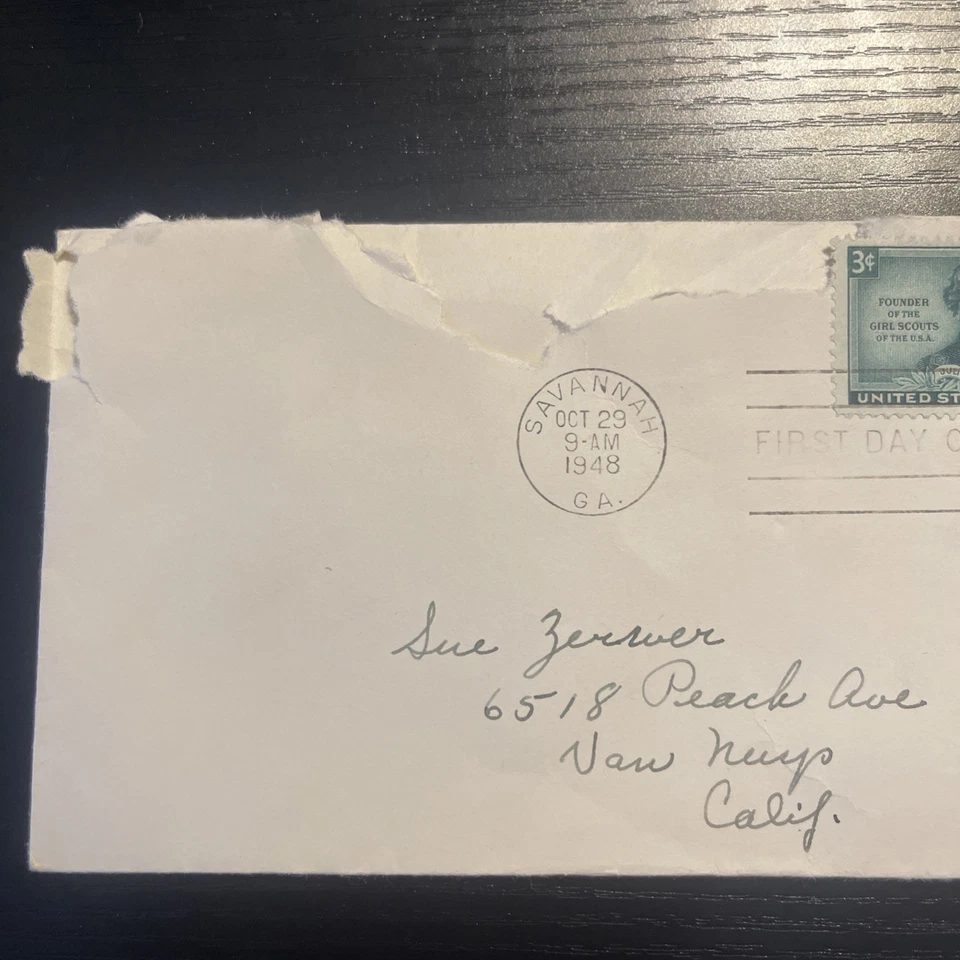 3¢
FOUNDER
OF THE
GIRL SCOUTS
OF THE U.S.A.
JUL
UNITED ST
SAVANNAH
OCT 29
9-AM
1948
GA.
FIRST DAY O
Sue
6518 Peach Ave
Van Nuys
Calif.